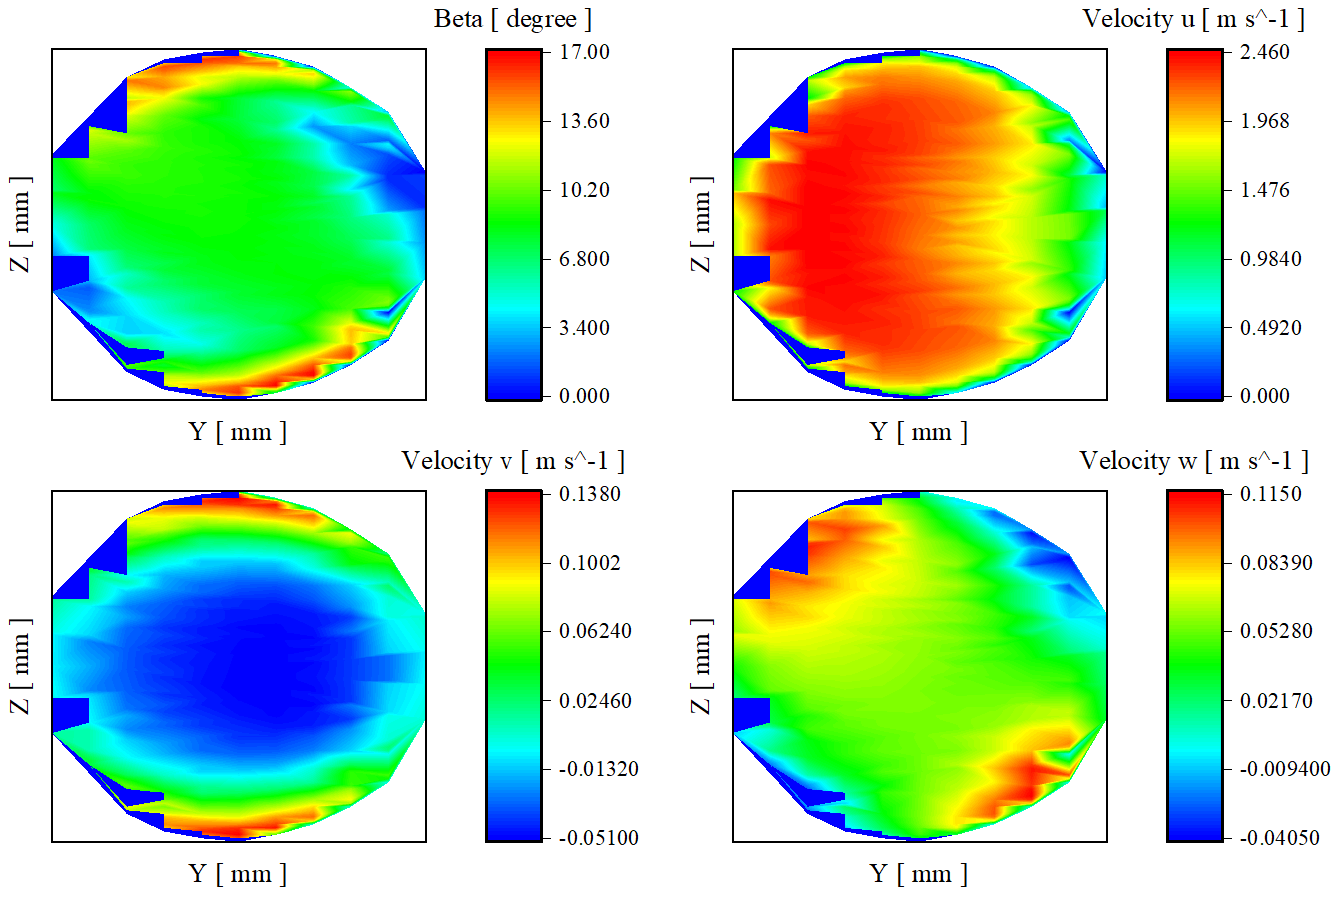 Beta [ degree ]
17.00
13.60
10.20
6.800
3.400
0.000
Z [ mm ]
Y [ mm ]
Velocity u [ m s^-1 ]
2.460
1.968
1.476
0.9840
0.4920
0.000
Z [ mm ]
Y [ mm ]
Velocity v [ m s^-1 ]
0.1380
0.1002
0.06240
0.02460
-0.01320
-0.05100
Z [ mm ]
Y [ mm ]
Velocity w [ m s^-1 ]
0.1150
0.08390
0.05280
0.02170
-0.009400
-0.04050
Z [ mm ]
Y [ mm ]